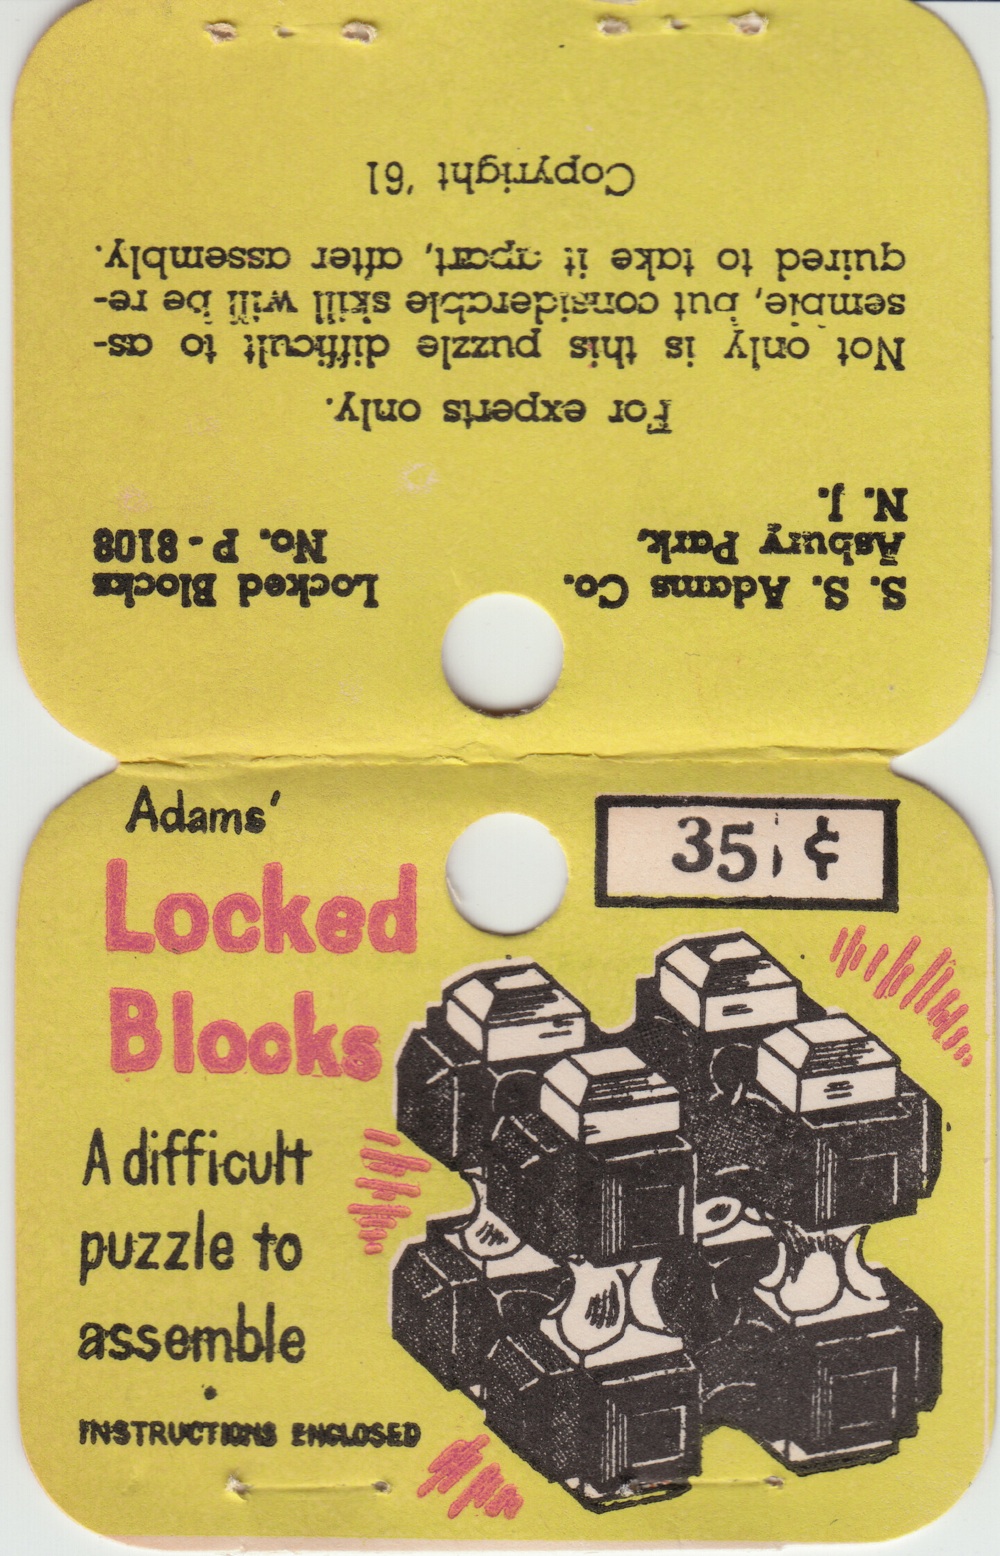 S. S. Adams Co.
Asbury Park,
N. J.
Locked Blocks
No. P - 8108
For experts only.
Not only is this puzzle difficult to as-
semble, but considerable skill will be re-
quired to take it apart, after assembly.
Copyright '61
Adams'
35 ¢
Locked
Blocks
A difficult
puzzle to
assemble
•
INSTRUCTIONS ENCLOSED